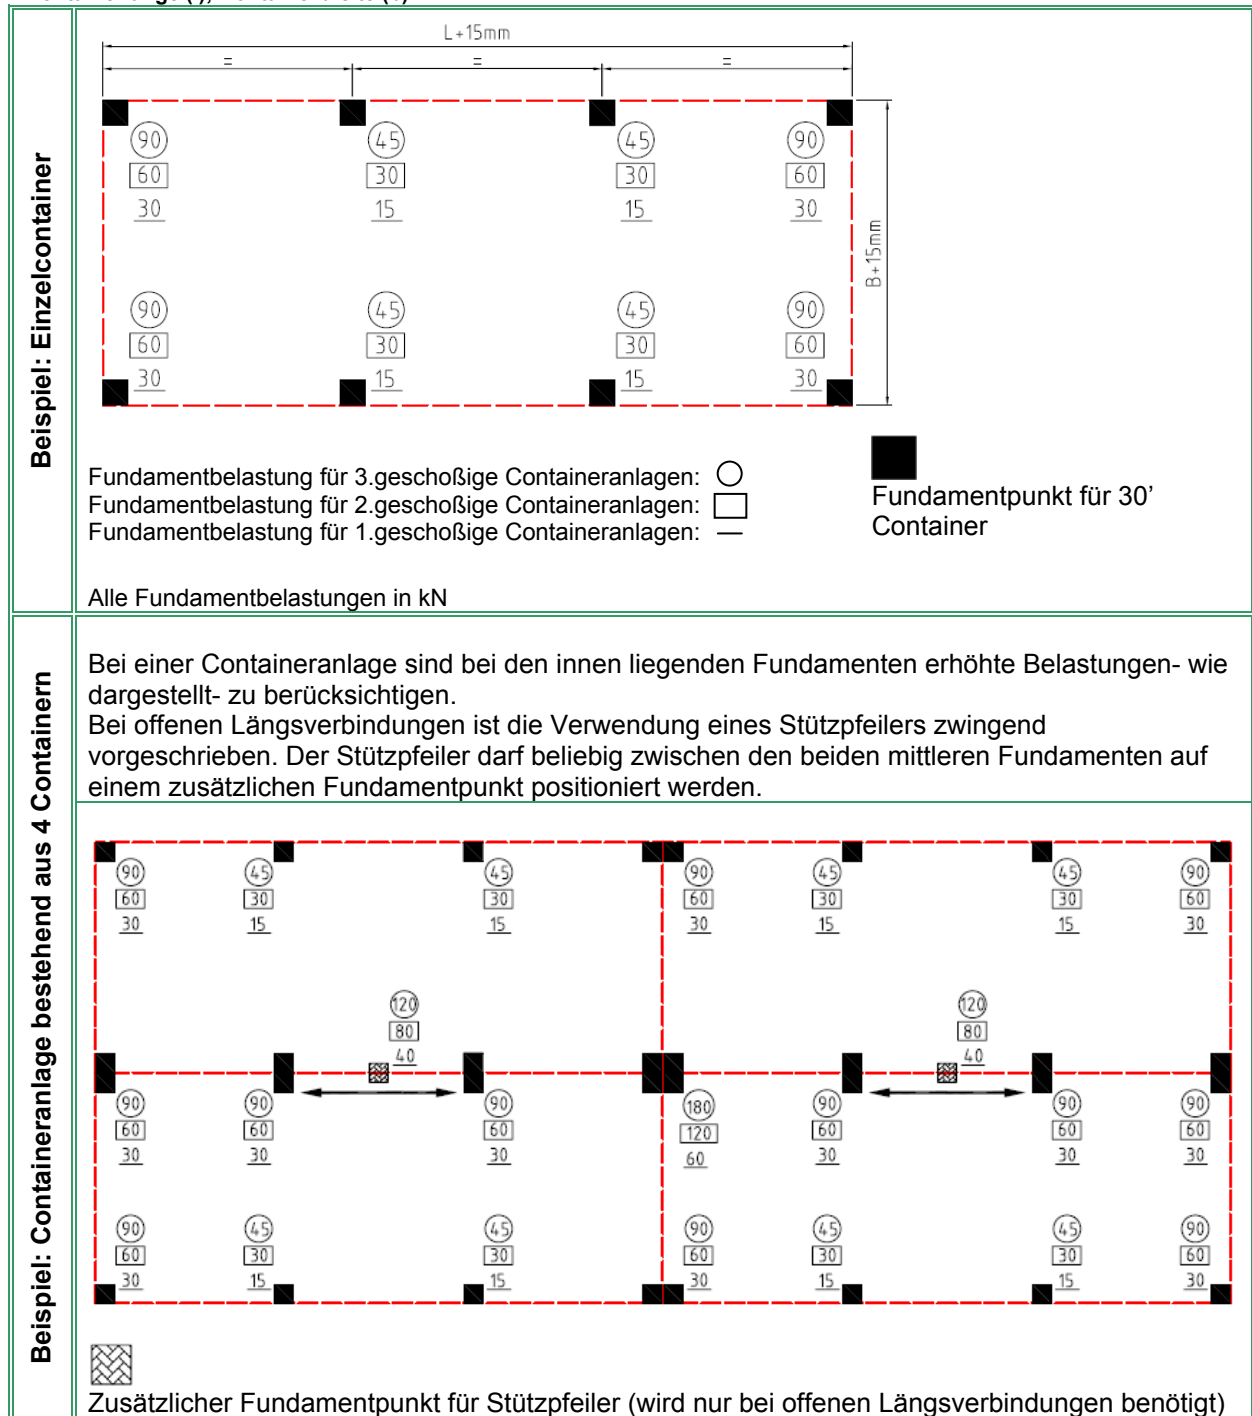 L+15mm
= = =
90 45 45 90
60 30 30 60
30 15 15 30
B+15mm
90 45 45 90
60 30 30 60
30 15 15 30
Beispiel: Einzelcontainer
Fundamentbelastung für 3.geschoßige Containeranlagen:
Fundamentbelastung für 2.geschoßige Containeranlagen:
Fundamentbelastung für 1.geschoßige Containeranlagen:
Fundamentpunkt für 30’
Container
Alle Fundamentbelastungen in kN
Beispiel: Containeranlage bestehend aus 4 Containern
Bei einer Containeranlage sind bei den innen liegenden Fundamenten erhöhte Belastungen- wie
dargestellt- zu berücksichtigen.
Bei offenen Längsverbindungen ist die Verwendung eines Stützpfeilers zwingend
vorgeschrieben. Der Stützpfeiler darf beliebig zwischen den beiden mittleren Fundamenten auf
einem zusätzlichen Fundamentpunkt positioniert werden.
90 45 45 90 45 45 90
60 30 30 60 30 30 60
30 15 15 30 15 15 30
120 120
80 80
40 40
90 90 90 180 90 90 90
60 60 60 120 60 60 60
30 30 30 60 30 30 30
90 45 45 90 45 45 90
60 30 30 60 30 30 60
30 15 15 30 15 15 30
Zusätzlicher Fundamentpunkt für Stützpfeiler (wird nur bei offenen Längsverbindungen benötigt)